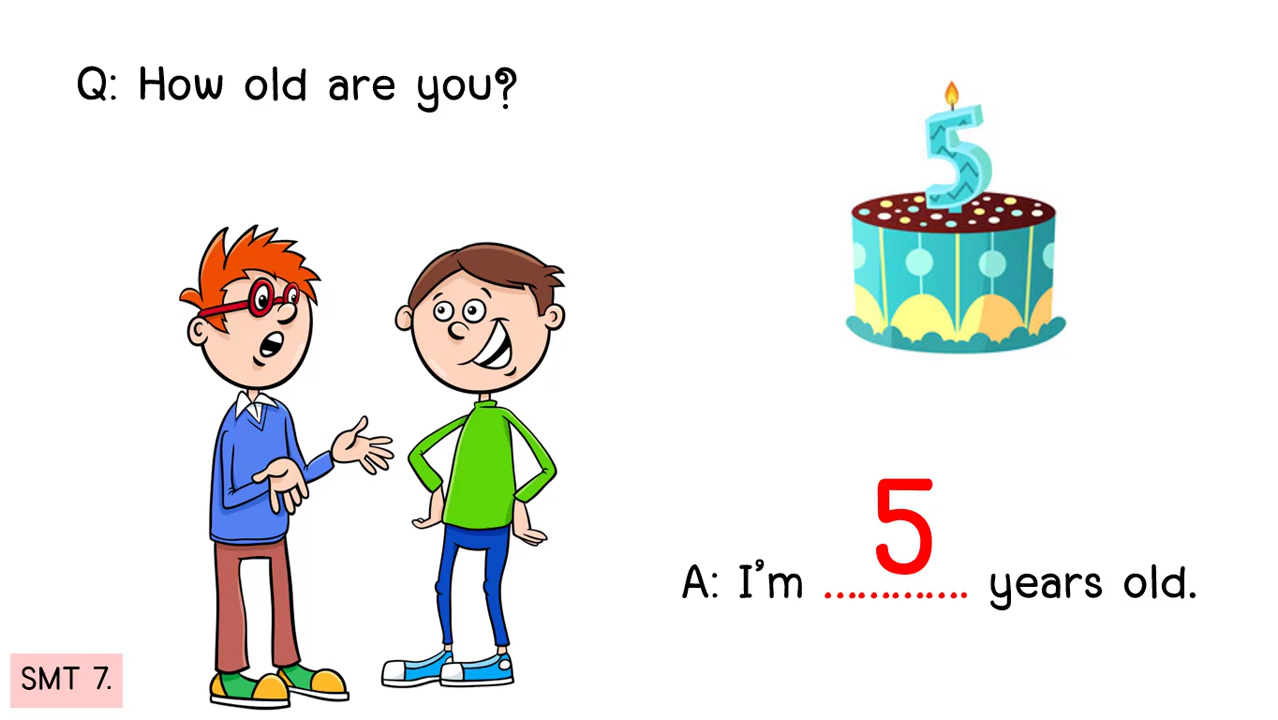 Q: How old are you?
5
5
A: I'm ............. years old.
SMT 7.